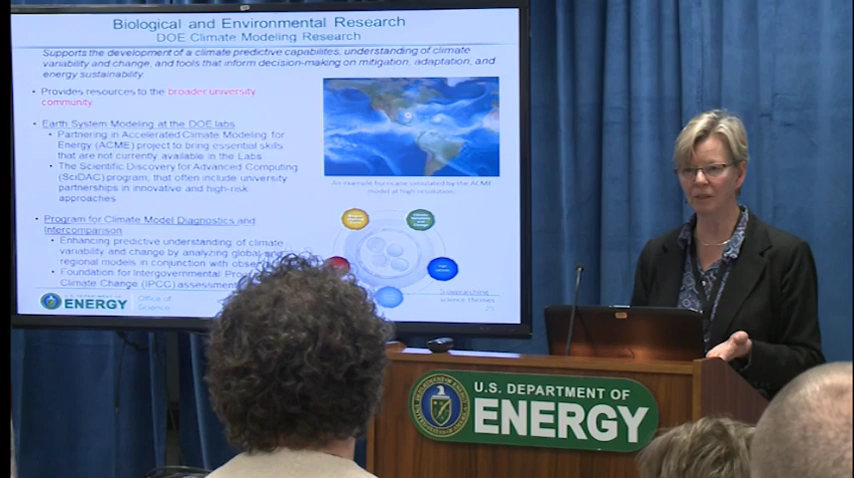 Biological and Environmental Research
DOE Climate Modeling Research
Supports the development of a climate predictive capabilities, understanding of climate
variability and change, and tools that inform decision-making on mitigation, adaptation, and
energy sustainability.
• Provides resources to the broader university
community
• Earth System Modeling at the DOE labs
• Partnering in Accelerated Climate Modeling for
Energy (ACME) project to bring essential skills
that are not currently available in the Labs
• The Scientific Discovery for Advanced Computing
(SciDAC) program, that often include university
partnerships in innovative and high-risk
approaches
An example hurricane simulated by the ACME
model at high resolution.
• Program for Climate Model Diagnostics and
Intercomparison
• Enhancing predictive understanding of climate
variability and change by analyzing global and
regional models in conjunction with
• Foundation for Intergovernmental
Climate Change (IPCC)
science themes
25
U.S. DEPARTMENT OF
ENERGY
Office of
Science
U.S. DEPARTMENT OF
ENERGY